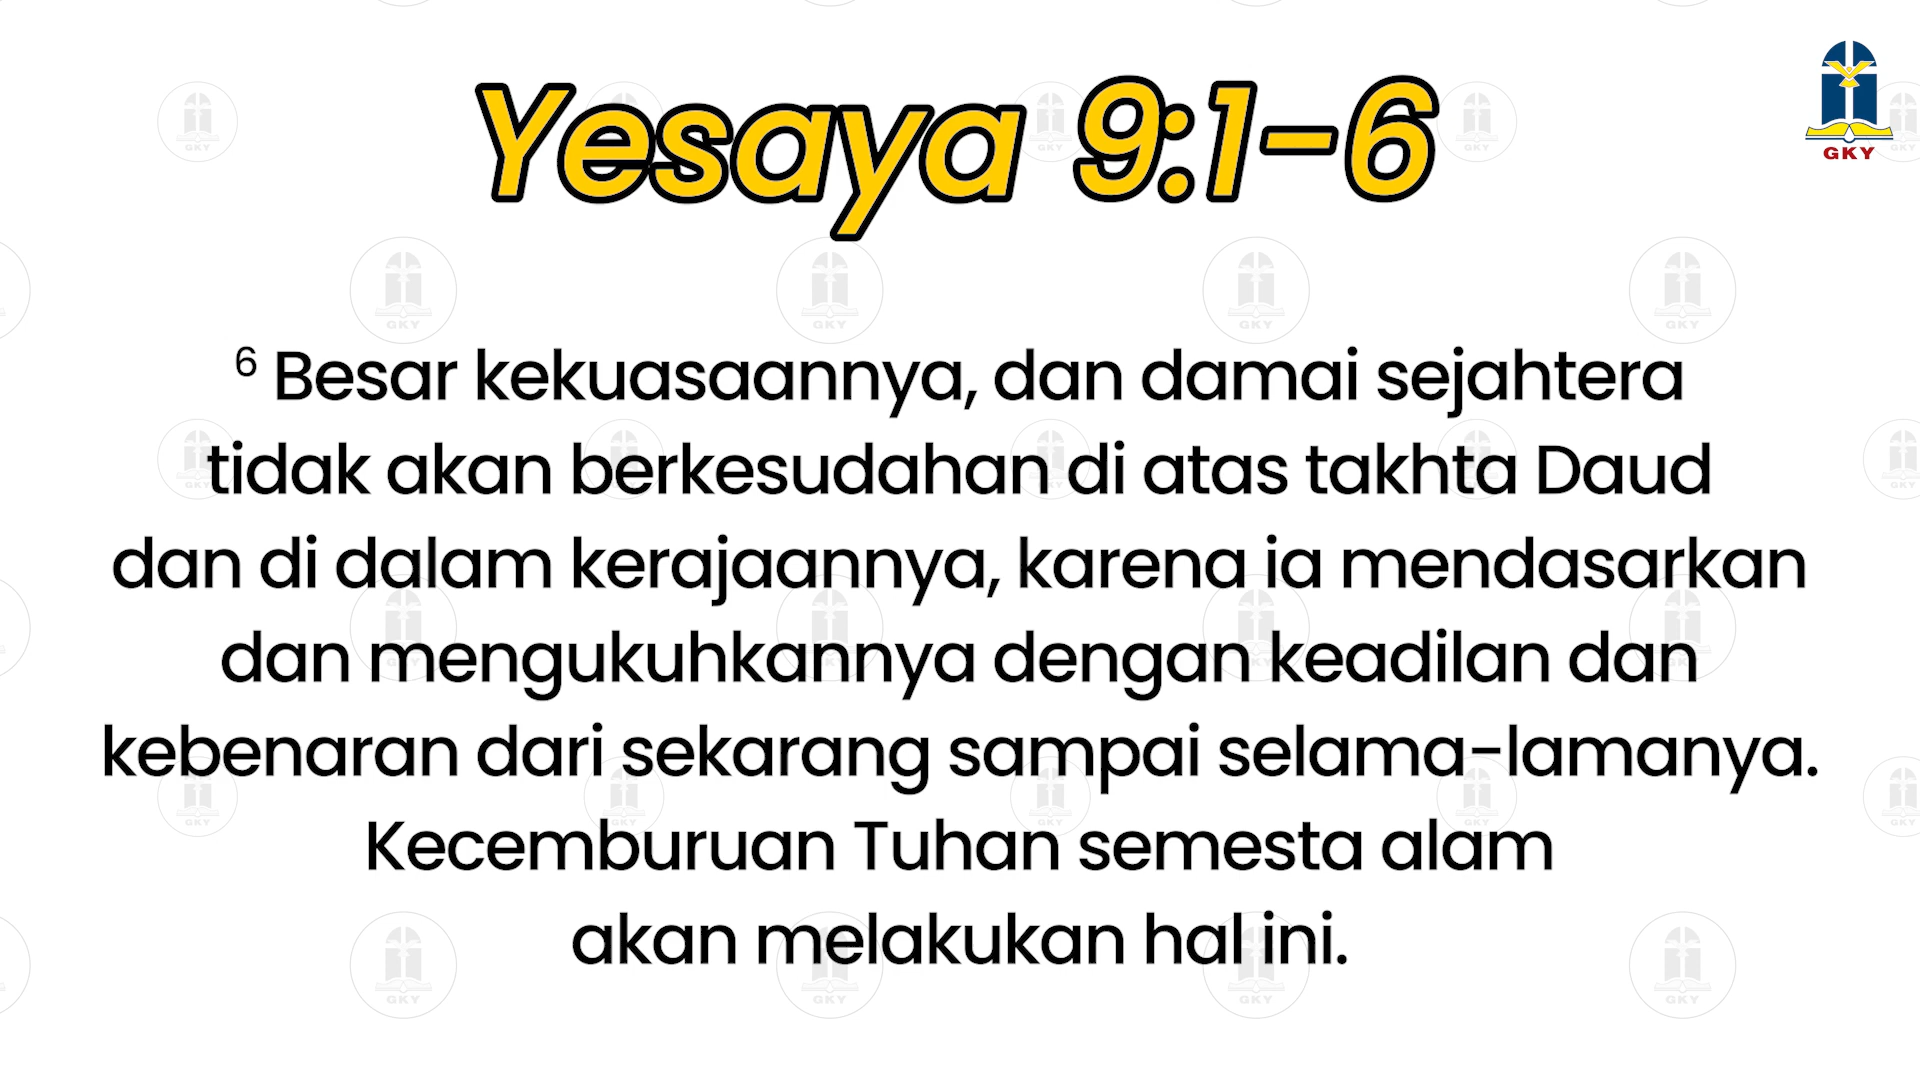 Yesaya 9:1-6
GKY
6 Besar kekuasaannya, dan damai sejahtera
tidak akan berkesudahan di atas takhta Daud
dan di dalam kerajaannya, karena ia mendasarkan
dan mengukuhkannya dengan keadilan dan
kebenaran dari sekarang sampai selama-lamanya.
Kecemburuan Tuhan semesta alam
akan melakukan hal ini.